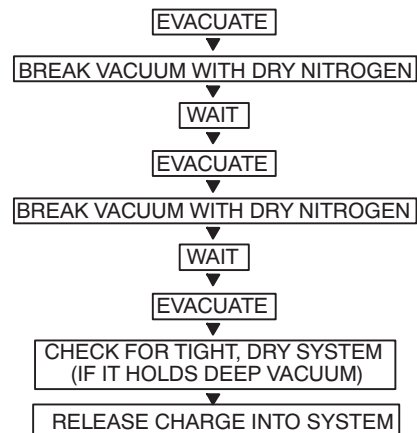 EVACUATE
BREAK VACUUM WITH DRY NITROGEN
WAIT
EVACUATE
BREAK VACUUM WITH DRY NITROGEN
WAIT
EVACUATE
CHECK FOR TIGHT, DRY SYSTEM
(IF IT HOLDS DEEP VACUUM)
RELEASE CHARGE INTO SYSTEM